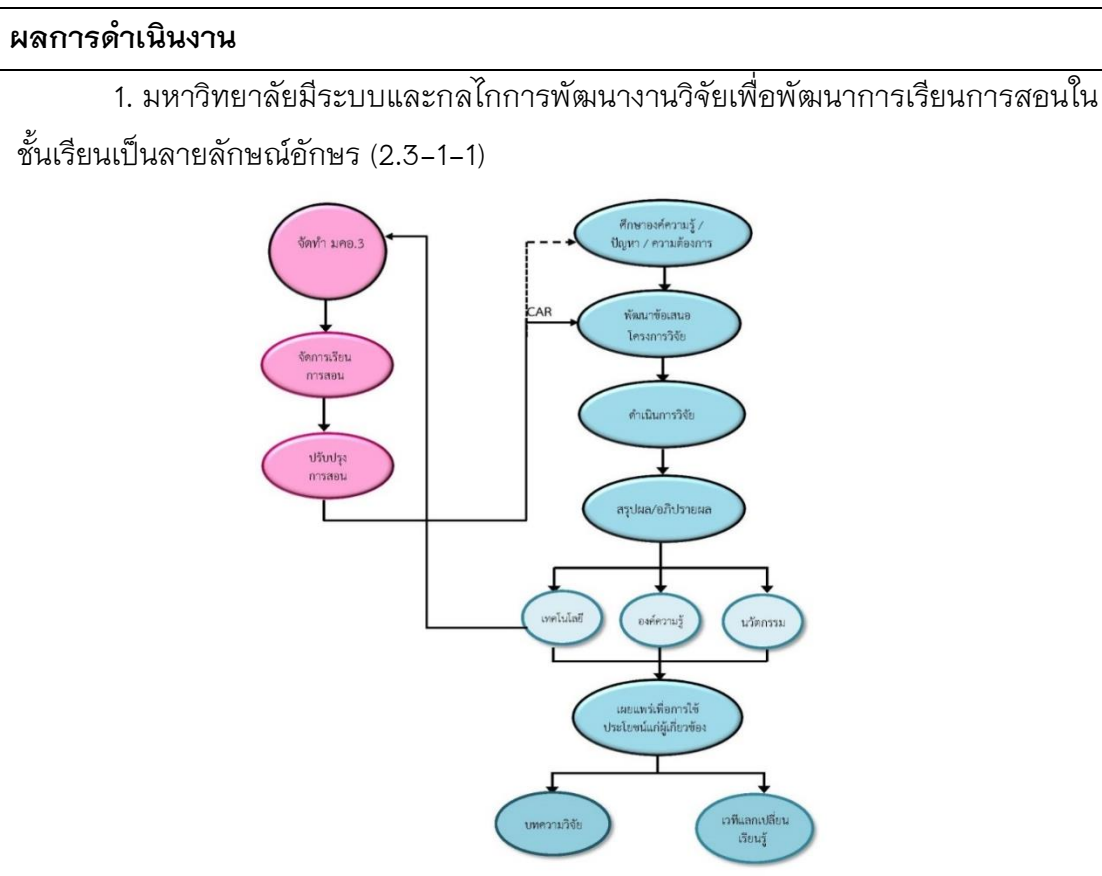 ผลการดำเนินงาน
1. มหาวิทยาลัยมีระบบและกลไกการพัฒนางานวิจัยเพื่อพัฒนาการเรียนการสอนใน
ชั้นเรียนเป็นลายลักษณ์อักษร (2.3-1-1)
จัดทำ มคอ.3
จัดการเรียน
การสอน
ปรับปรุง
การสอน
CAR
ศึกษาองค์ความรู้ /
ปัญหา / ความต้องการ
พัฒนาข้อเสนอ
โครงการวิจัย
ดำเนินการวิจัย
สรุปผล/อภิปรายผล
เทคโนโลยี
องค์ความรู้
นวัตกรรม
เผยแพร่เพื่อการใช้
ประโยชน์แก่ผู้เกี่ยวข้อง
บทความวิจัย
เวทีแลกเปลี่ยน
เรียนรู้